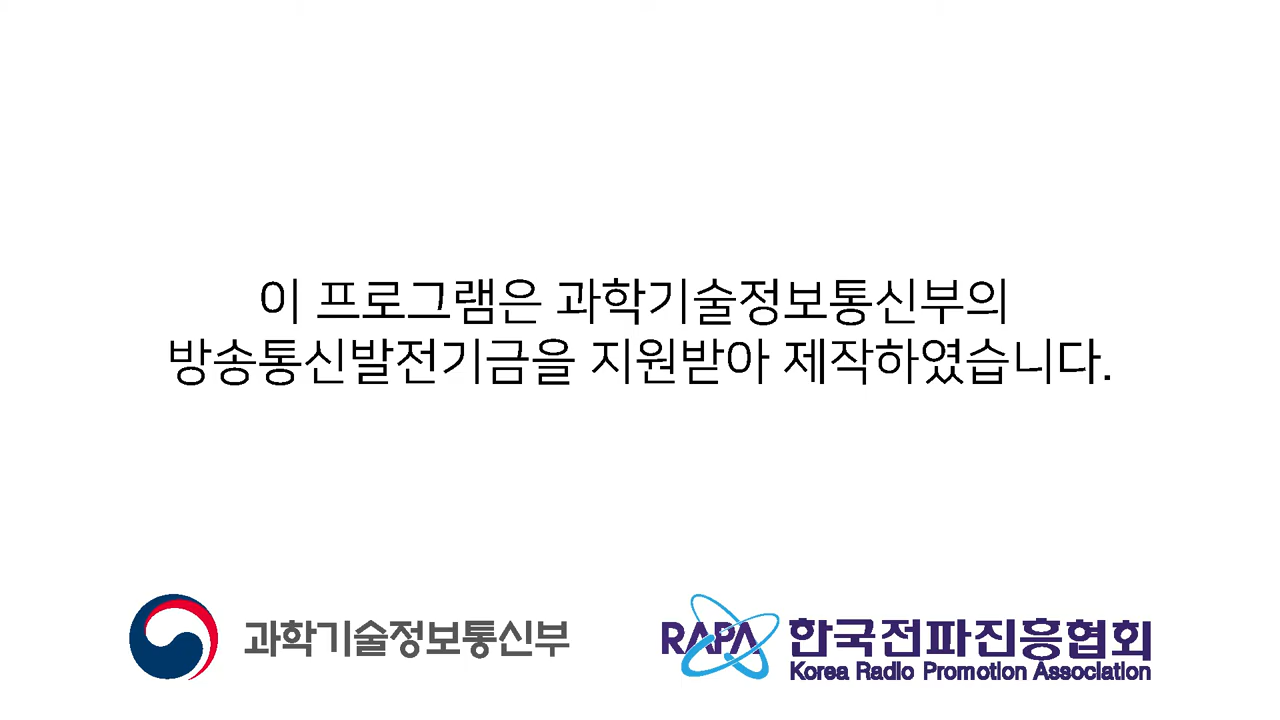 이 프로그램은 과학기술정보통신부의
방송통신발전기금을 지원받아 제작하였습니다.
과학기술정보통신부
RAPA 한국전파진흥협회
Korea Radio Promotion Association